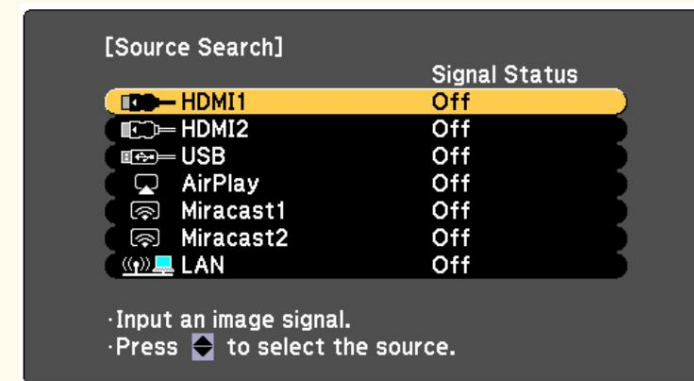 [Source Search]
Signal Status
HDMI1 Off
HDMI2 Off
USB Off
AirPlay Off
Miracast1 Off
Miracast2 Off
LAN Off
·Input an image signal.
·Press to select the source.